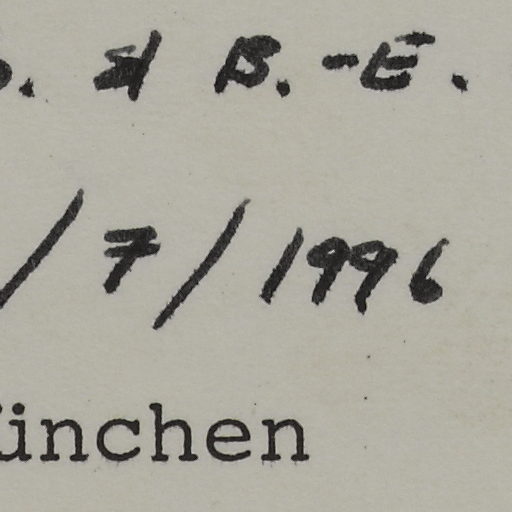 . & B.-E.
/7/1996
ünchen